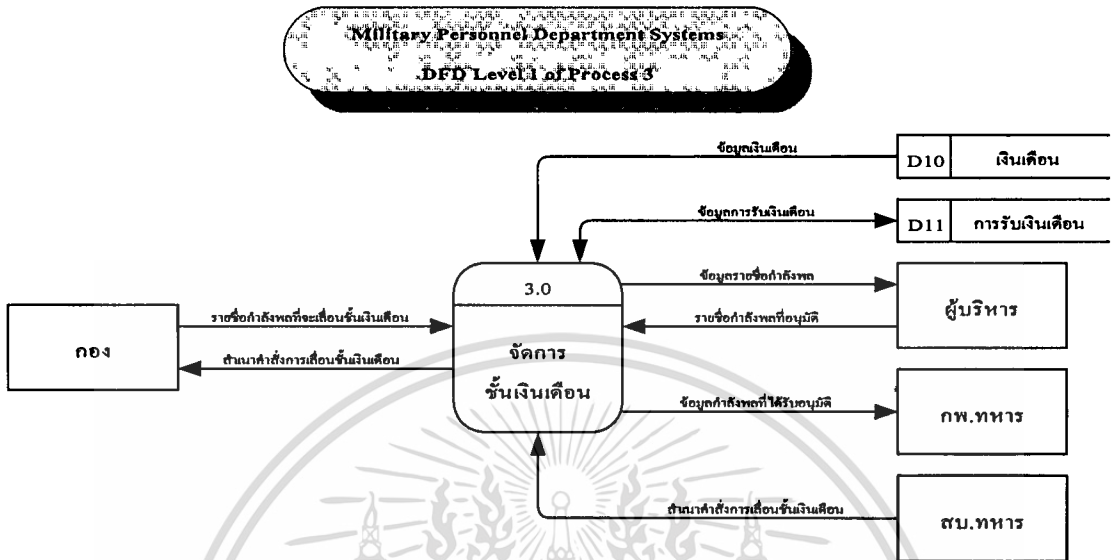 Military Personnel Department Systems
DFD Level 1 of Process 3
ข้อมูลเงินเดือน
D10 เงินเดือน
ข้อมูลการรับเงินเดือน
D11 การรับเงินเดือน
3.0
จัดการ
ชั้นเงินเดือน
กอง
รายชื่อกำลังพลที่จะเลื่อนชั้นเงินเดือน
สำเนาคำสั่งการเลื่อนชั้นเงินเดือน
ข้อมูลรายชื่อกำลังพล
รายชื่อกำลังพลที่อนุมัติ
ผู้บริหาร
ข้อมูลกำลังพลที่ได้รับอนุมัติ
กพ.ทหาร
สำเนาคำสั่งการเลื่อนชั้นเงินเดือน
สบ.ทหาร